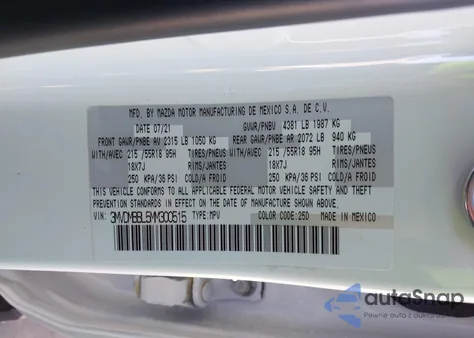 MFD. BY MAZDA MOTOR MANUFACTURING DE MEXICO S.A. DE C.V.
DATE 07/21 GVWR/PNBV 4381 LB 1987 KG
FRONT GAWR/PNBE AV 2315 LB 1050 KG REAR GAWR/PNBE AR 2072 LB 940 KG
WITH/AVEC 215 /55R18 95H TIRES/PNEUS WITH/AVEC 215 /55R18 95H TIRES/PNEUS
18X7J RIMS/JANTES 18X7J RIMS/JANTES
250 KPA/36 PSI COLD/A FROID 250 KPA/36 PSI COLD/A FROID
THIS VEHICLE CONFORMS TO ALL APPLICABLE FEDERAL MOTOR VEHICLE SAFETY AND THEFT
PREVENTION STANDARDS IN EFFECT ON THE DATE OF MANUFACTURE SHOWN ABOVE.
VIN: 3MVDMBBL5MM300515 TYPE: MPV COLOR CODE: 25D MADE IN MEXICO
autoSnap
Pewne auta z aukcji